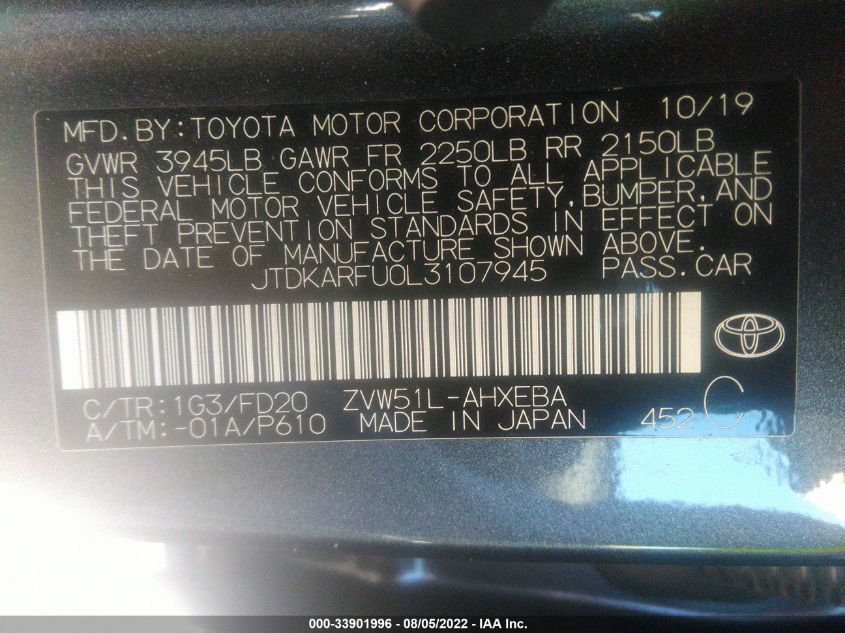 MFD.BY:TOYOTA MOTOR CORPORATION 10/19
GVWR 3945LB GAWR FR 2250LB RR 2150LB
THIS VEHICLE CONFORMS TO ALL APPLICABLE
FEDERAL MOTOR VEHICLE SAFETY,BUMPER,AND
THEFT PREVENTION STANDARDS IN EFFECT ON
THE DATE OF MANUFACTURE SHOWN ABOVE.
JTDKARFU0L3107945 PASS.CAR
C/TR:1G3/FD20 ZVW51L-AHXEBA
A/TM:-01A/P610 MADE IN JAPAN 452 C
000-33901996 - 08/05/2022 - IAA Inc.